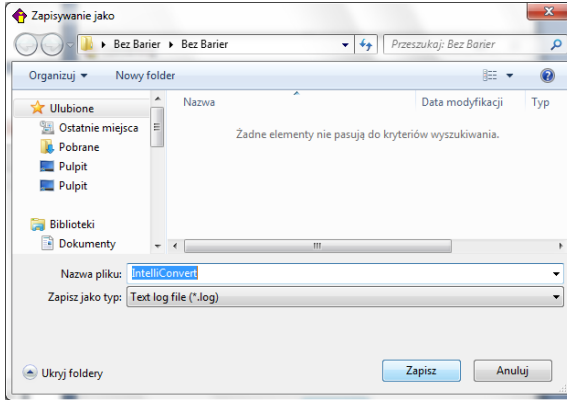 Zapisywanie jako
Bez Barier Bez Barier Przeszukaj: Bez Barier
Organizuj New folder
Ulubione
Ostatnie miejsca
Pobrane
Pulpit
Pulpit
Biblioteki
Dokumenty
Nazwa Data modyfikacji Typ
Żadne elementy nie pasują do kryteriów wyszukiwania.
Nazwa pliku: IntelliConvert
Zapisz jako typ: Text log file (*.log)
Ukryj foldery Zapisz Anuluj